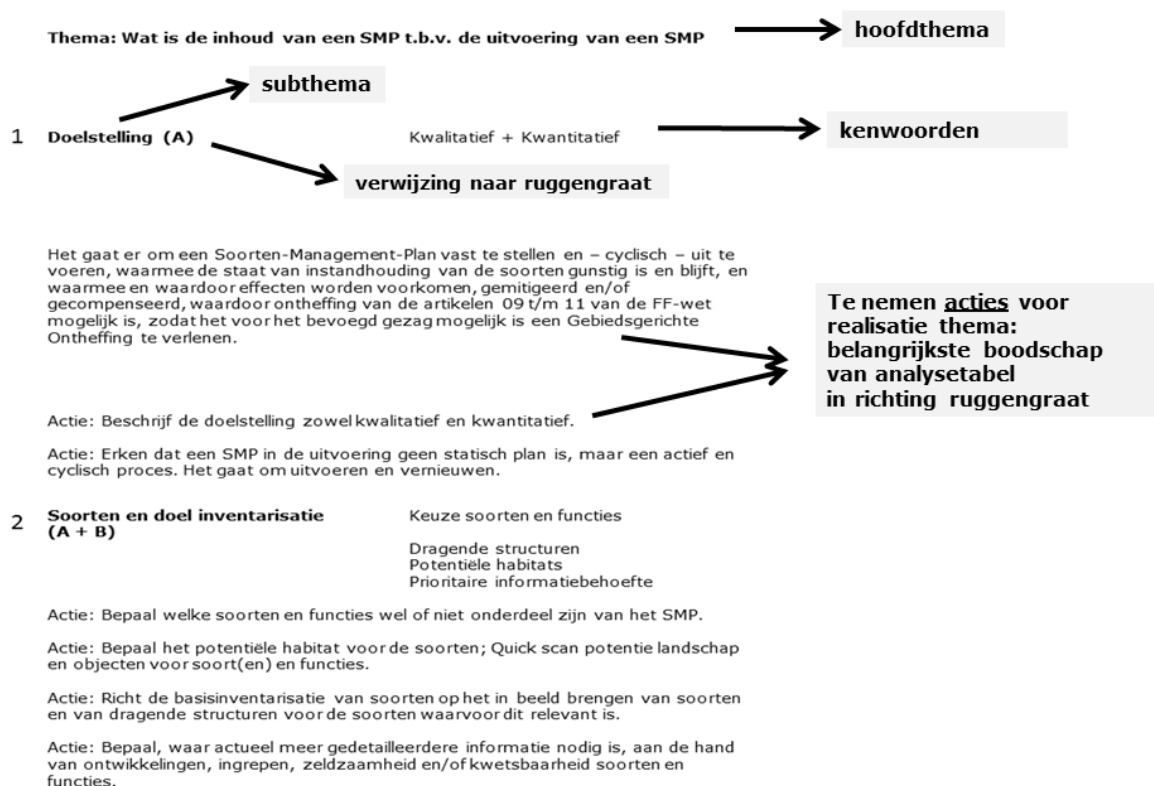 Thema: Wat is de inhoud van een SMP t.b.v. de uitvoering van een SMP
hoofdthema
subthema
1 Doelstelling (A) Kwalitatief + Kwantitatief
kenwoorden
verwijzing naar ruggengraat
Het gaat er om een Soorten-Management-Plan vast te stellen en – cyclisch – uit te
voeren, waarmee de staat van instandhouding van de soorten gunstig is en blijft, en
waarmee en waardoor effecten worden voorkomen, gemitigeerd en/of
gecompenseerd, waardoor ontheffing van de artikelen 09 t/m 11 van de FF-wet
mogelijk is, zodat het voor het bevoegd gezag mogelijk is een Gebiedsgerichte
Ontheffing te verlenen.
Te nemen acties voor
realisatie thema:
belangrijkste boodschap
van analysetabel
in richting ruggengraat
Actie: Beschrijf de doelstelling zowel kwalitatief en kwantitatief.
Actie: Erken dat een SMP in de uitvoering geen statisch plan is, maar een actief en
cyclisch proces. Het gaat om uitvoeren en vernieuwen.
2 Soorten en doel inventarisatie
(A + B)
Keuze soorten en functies
Dragende structuren
Potentiële habitats
Prioritaire informatiebehoefte
Actie: Bepaal welke soorten en functies wel of niet onderdeel zijn van het SMP.
Actie: Bepaal het potentiële habitat voor de soorten; Quick scan potentie landschap
en objecten voor soort(en) en functies.
Actie: Richt de basisinventarisatie van soorten op het in beeld brengen van soorten
en van dragende structuren voor de soorten waarvoor dit relevant is.
Actie: Bepaal, waar actueel meer gedetailleerdere informatie nodig is, aan de hand
van ontwikkelingen, ingrepen, zeldzaamheid en/of kwetsbaarheid soorten en
functies.